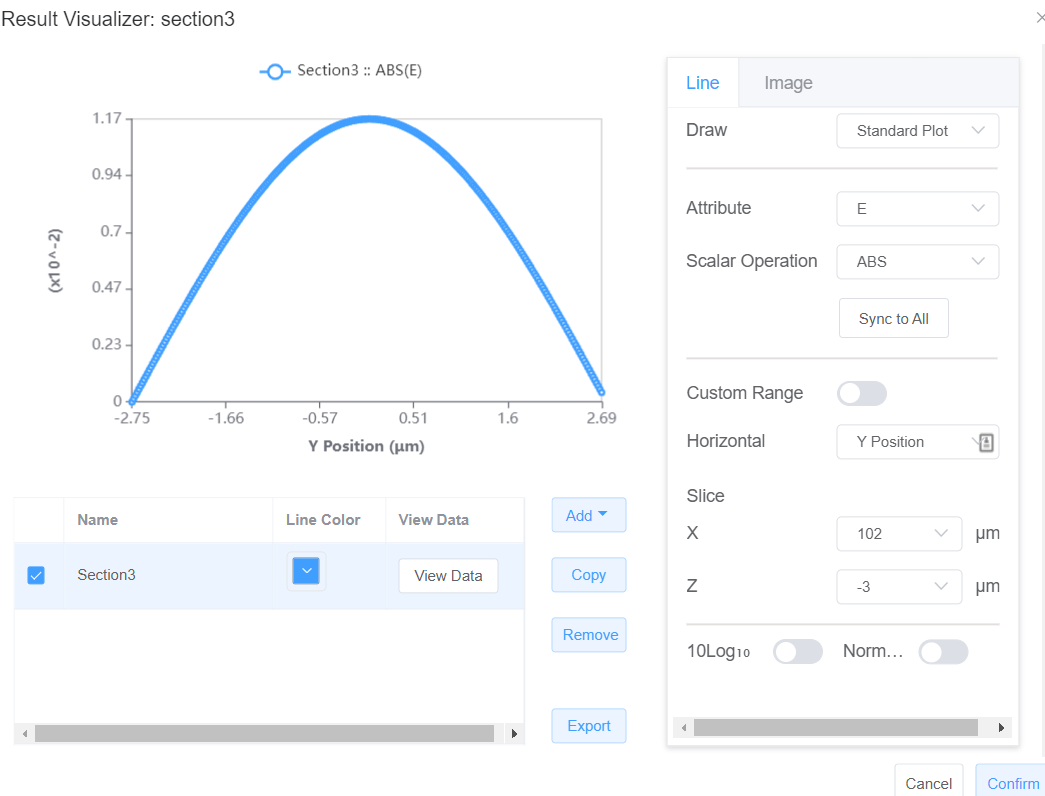 Result Visualizer: section3
Section3 :: ABS(E)
1.17
0.94
0.7
0.47
0.23
0
(x10^-2)
-2.75 -1.66 -0.57 0.51 1.6 2.69
Y Position (μm)
Name Line Color View Data
Section3 View Data
Add
Copy
Remove
Export
Line Image
Draw Standard Plot
Attribute E
Scalar Operation ABS
Sync to All
Custom Range
Horizontal Y Position
Slice
X 102 μm
Z -3 μm
10Log₁₀ Norm...
Cancel Confirm